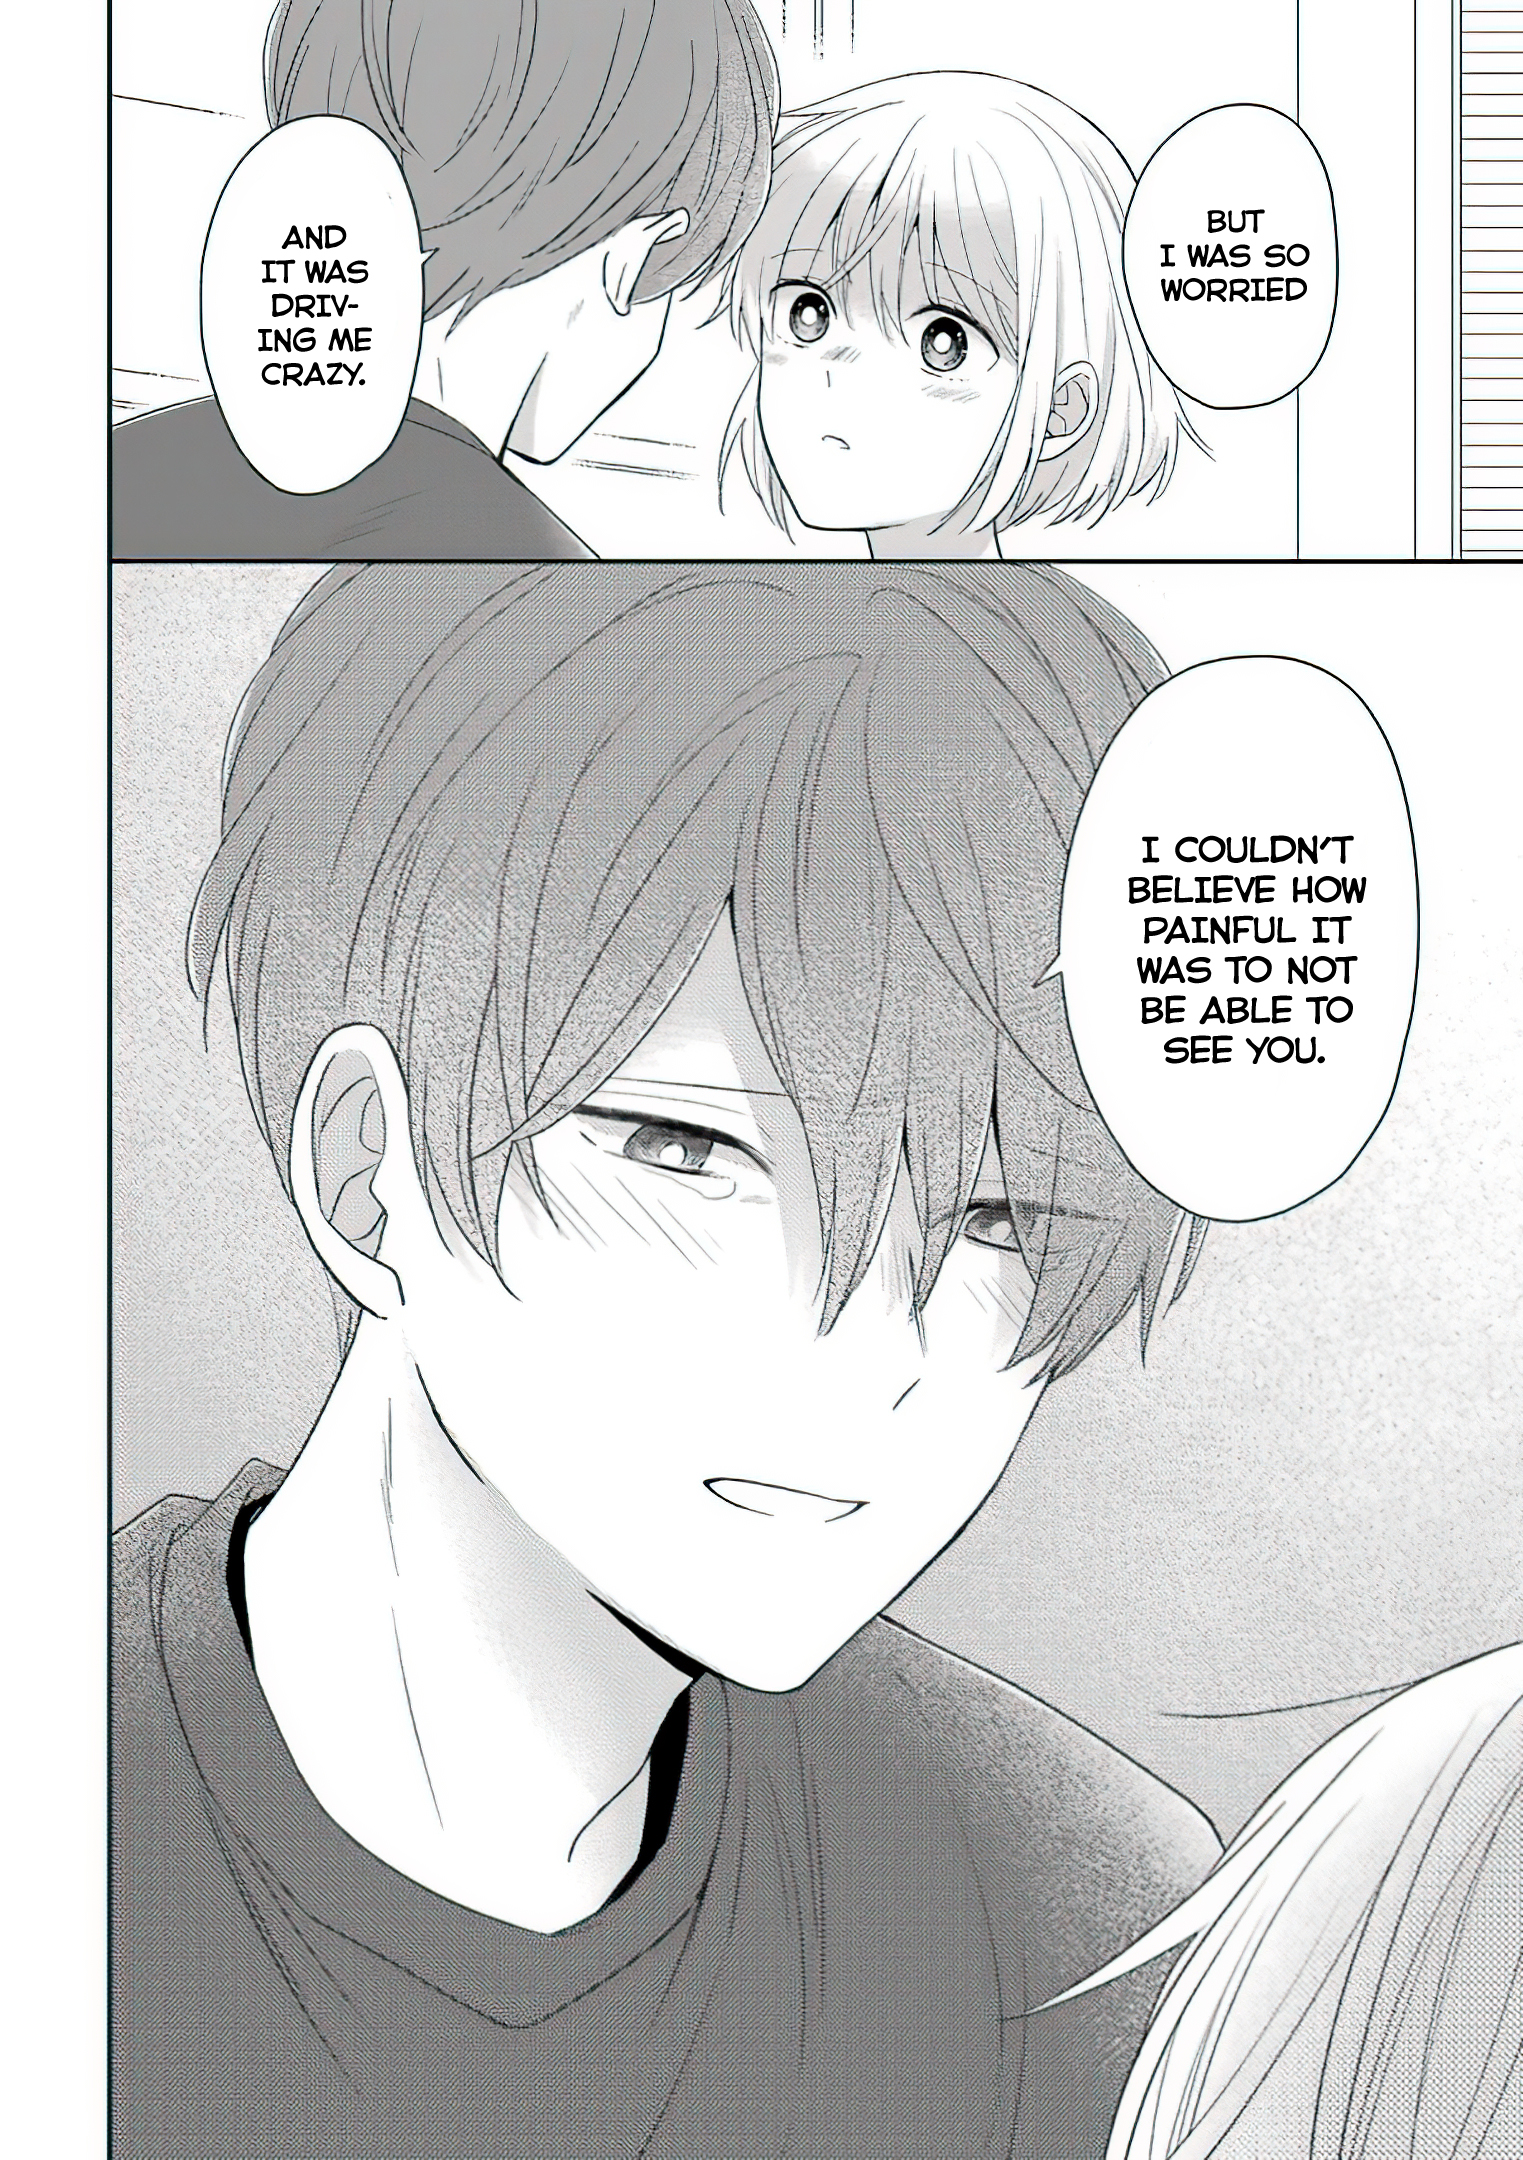 BUT
I WAS SO
WORRIED
AND
IT WAS
DRIV-
ING ME
CRAZY.
I COULDN'T
BELIEVE HOW
PAINFUL IT
WAS TO NOT
BE ABLE TO
SEE YOU.